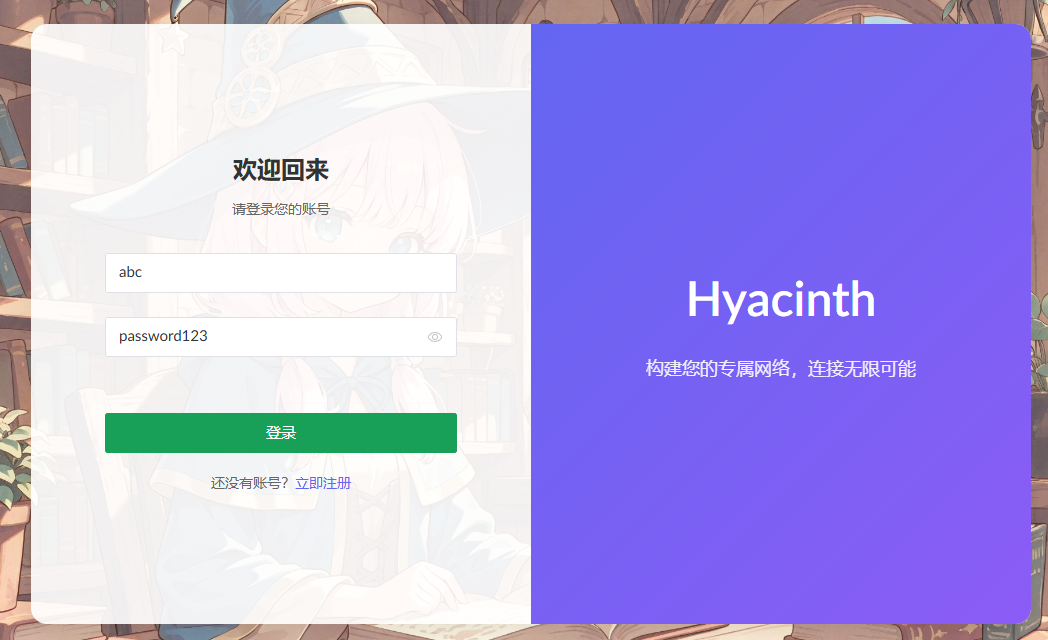 欢迎回来
请登录您的账号
abc
password123
登录
还没有账号？立即注册
Hyacinth
构建您的专属网络，连接无限可能